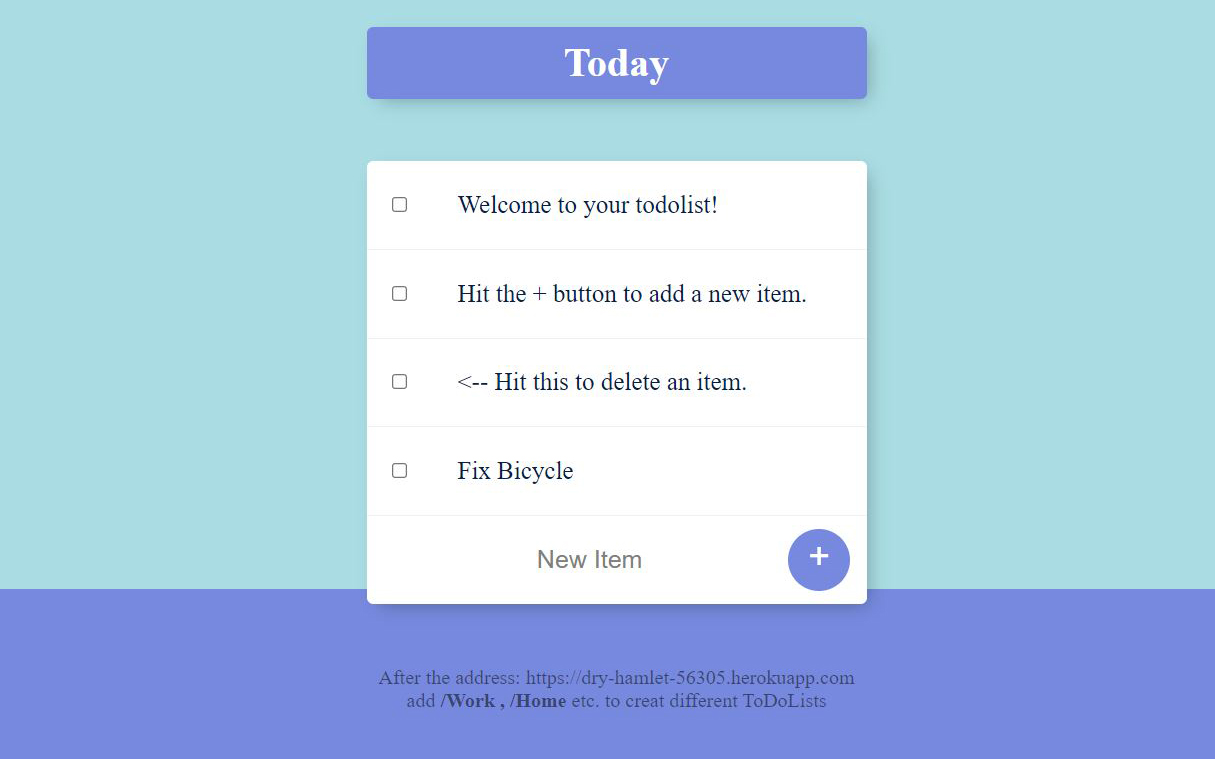 Today
Welcome to your todolist!
Hit the + button to add a new item.
<-- Hit this to delete an item.
Fix Bicycle
New Item +
After the address: https://dry-hamlet-56305.herokuapp.com
add /Work , /Home etc. to creat different ToDoLists